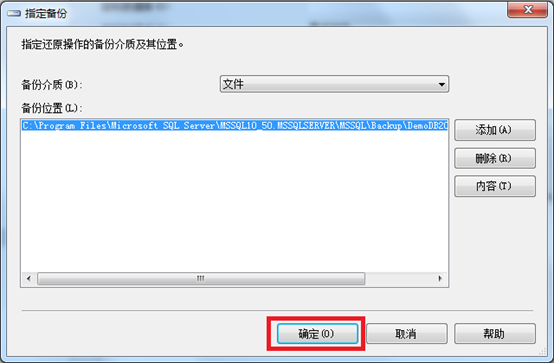 指定备份
指定还原操作的备份介质及其位置。
备份介质(B):
文件
备份位置(L):
C:\Program Files\Microsoft SQL Server\MSSQL10_50.MSSQLSERVER\MSSQL\Backup\DemoDB2C
添加(A)
删除(R)
内容(T)
确定(O)
取消
帮助